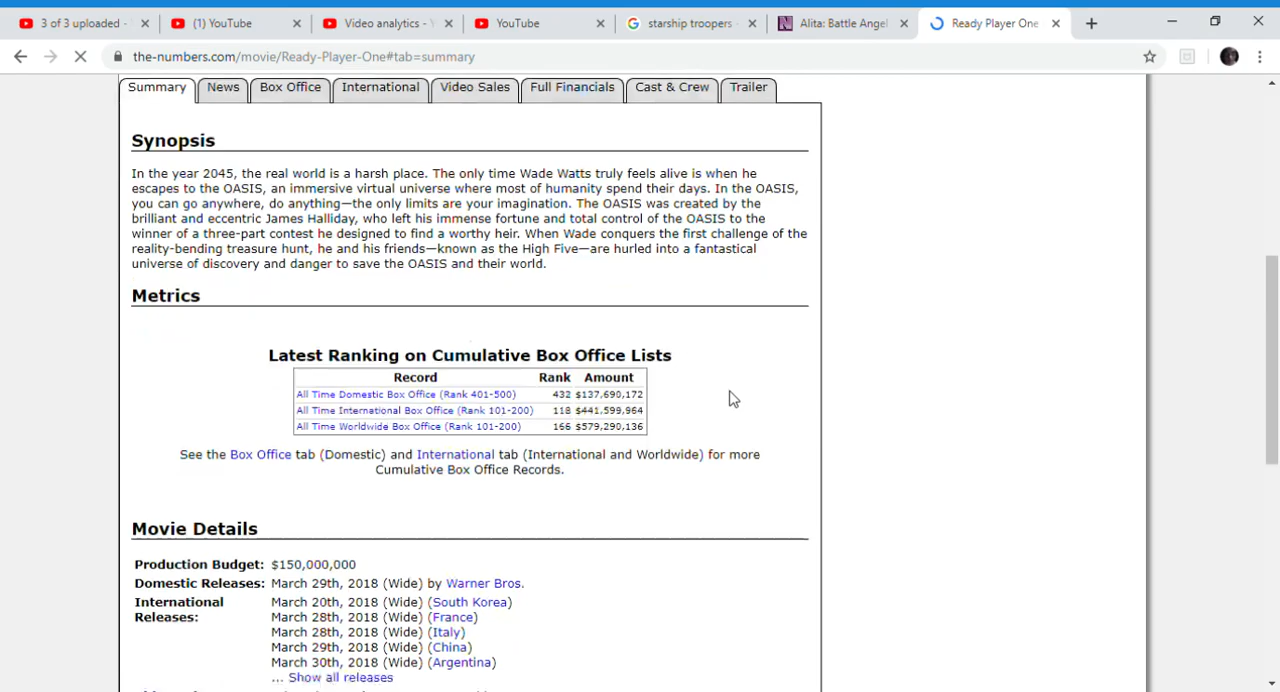 3 of 3 uploaded -
(1) YouTube
Video analytics - Y
YouTube
starship troopers
Alita: Battle Angel
Ready Player One
the-numbers.com/movie/Ready-Player-One#tab=summary
Summary News Box Office International Video Sales Full Financials Cast & Crew Trailer
Synopsis
In the year 2045, the real world is a harsh place. The only time Wade Watts truly feels alive is when he
escapes to the OASIS, an immersive virtual universe where most of humanity spend their days. In the OASIS,
you can go anywhere, do anything—the only limits are your imagination. The OASIS was created by the
brilliant and eccentric James Halliday, who left his immense fortune and total control of the OASIS to the
winner of a three-part contest he designed to find a worthy heir. When Wade conquers the first challenge of the
reality-bending treasure hunt, he and his friends—known as the High Five—are hurled into a fantastical
universe of discovery and danger to save the OASIS and their world.
Metrics
Latest Ranking on Cumulative Box Office Lists
Record Rank Amount
All Time Domestic Box Office (Rank 401-500) 432 $137,690,172
All Time International Box Office (Rank 101-200) 118 $441,599,964
All Time Worldwide Box Office (Rank 101-200) 166 $579,290,136
See the Box Office tab (Domestic) and International tab (International and Worldwide) for more
Cumulative Box Office Records.
Movie Details
Production Budget: $150,000,000
Domestic Releases: March 29th, 2018 (Wide) by Warner Bros.
International Releases: March 20th, 2018 (Wide) (South Korea)
March 28th, 2018 (Wide) (France)
March 28th, 2018 (Wide) (Italy)
March 29th, 2018 (Wide) (China)
March 30th, 2018 (Wide) (Argentina)
... Show all releases